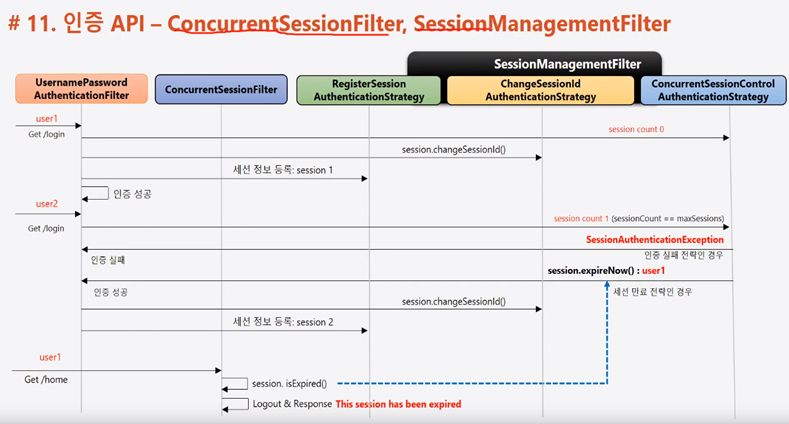 # 11. 인증 API – ConcurrentSessionFilter, SessionManagementFilter
SessionManagementFilter
UsernamePassword
AuthenticationFilter
ConcurrentSessionFilter
RegisterSession
AuthenticationStrategy
ChangeSessionId
AuthenticationStrategy
ConcurrentSessionControl
AuthenticationStrategy
user1
Get /login
session count 0
session.changeSessionId()
세션 정보 등록: session 1
인증 성공
user2
Get /login
session count 1 (sessionCount == maxSessions)
SessionAuthenticationException
인증 실패
인증 실패 전략인 경우
session.expireNow() : user1
인증 성공
세션 만료 전략인 경우
session.changeSessionId()
세션 정보 등록: session 2
user1
Get /home
session. isExpired()
Logout & Response This session has been expired